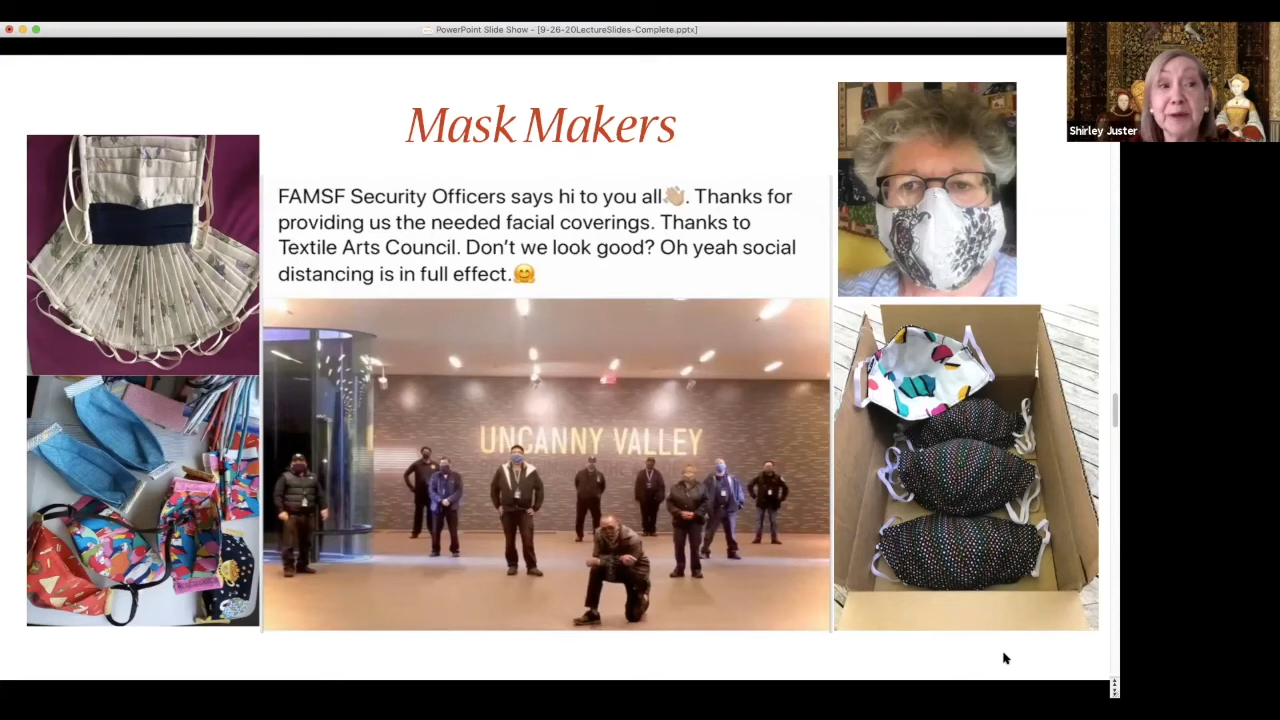 PowerPoint Slide Show - [9-26-20LectureSlides-Complete.pptx]
Mask Makers
Shirley Juster
FAMSF Security Officers says hi to you all👋🏼. Thanks for
providing us the needed facial coverings. Thanks to
Textile Arts Council. Don’t we look good? Oh yeah social
distancing is in full effect.🤗
UNCANNY VALLEY